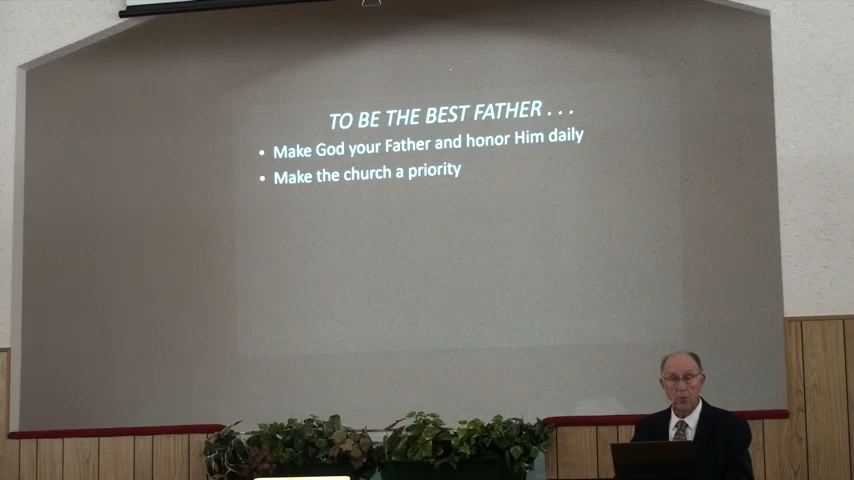 TO BE THE BEST FATHER . . .
• Make God your Father and honor Him daily
• Make the church a priority